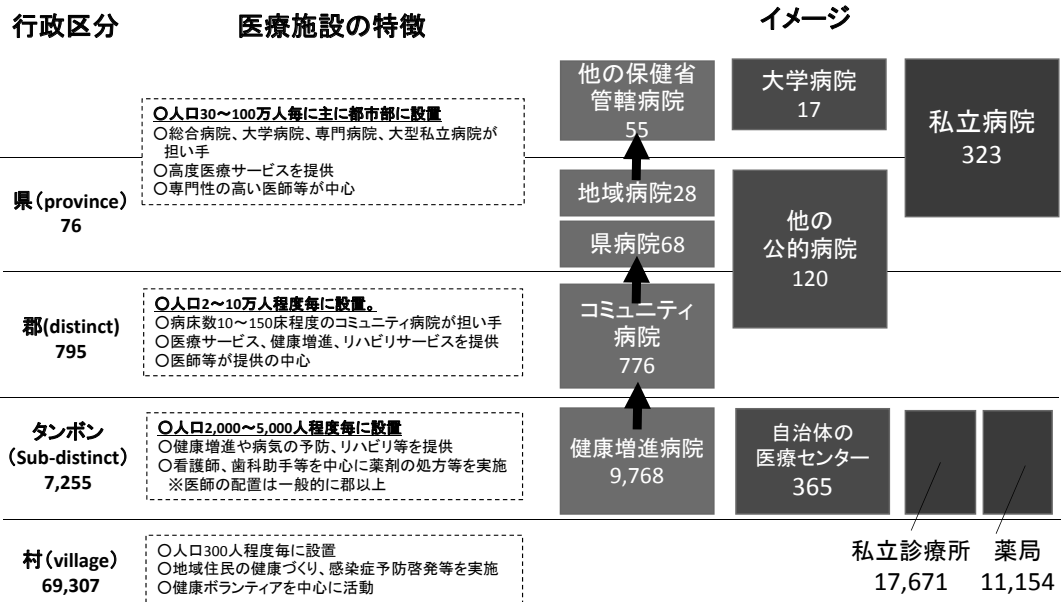 行政区分
医療施設の特徴
イメージ
〇人口30～100万人毎に主に都市部に設置
〇総合病院、大学病院、専門病院、大型私立病院が
担い手
〇高度医療サービスを提供
〇専門性の高い医師等が中心
他の保健省
管轄病院
55
大学病院
17
私立病院
323
県（province）
76
地域病院28
県病院68
他の
公的病院
120
郡(distinct)
795
〇人口2～10万人程度毎に設置。
〇病床数10～150床程度のコミュニティ病院が担い手
〇医療サービス、健康増進、リハビリサービスを提供
〇医師等が提供の中心
コミュニティ
病院
776
タンボン
（Sub-distinct）
7,255
〇人口2,000～5,000人程度毎に設置
〇健康増進や病気の予防、リハビリ等を提供
〇看護師、歯科助手等を中心に薬剤の処方等を実施
※医師の配置は一般的に郡以上
健康増進病院
9,768
自治体の
医療センター
365
村（village）
69,307
〇人口300人程度毎に設置
〇地域住民の健康づくり、感染症予防啓発等を実施
〇健康ボランティアを中心に活動
私立診療所
17,671
薬局
11,154